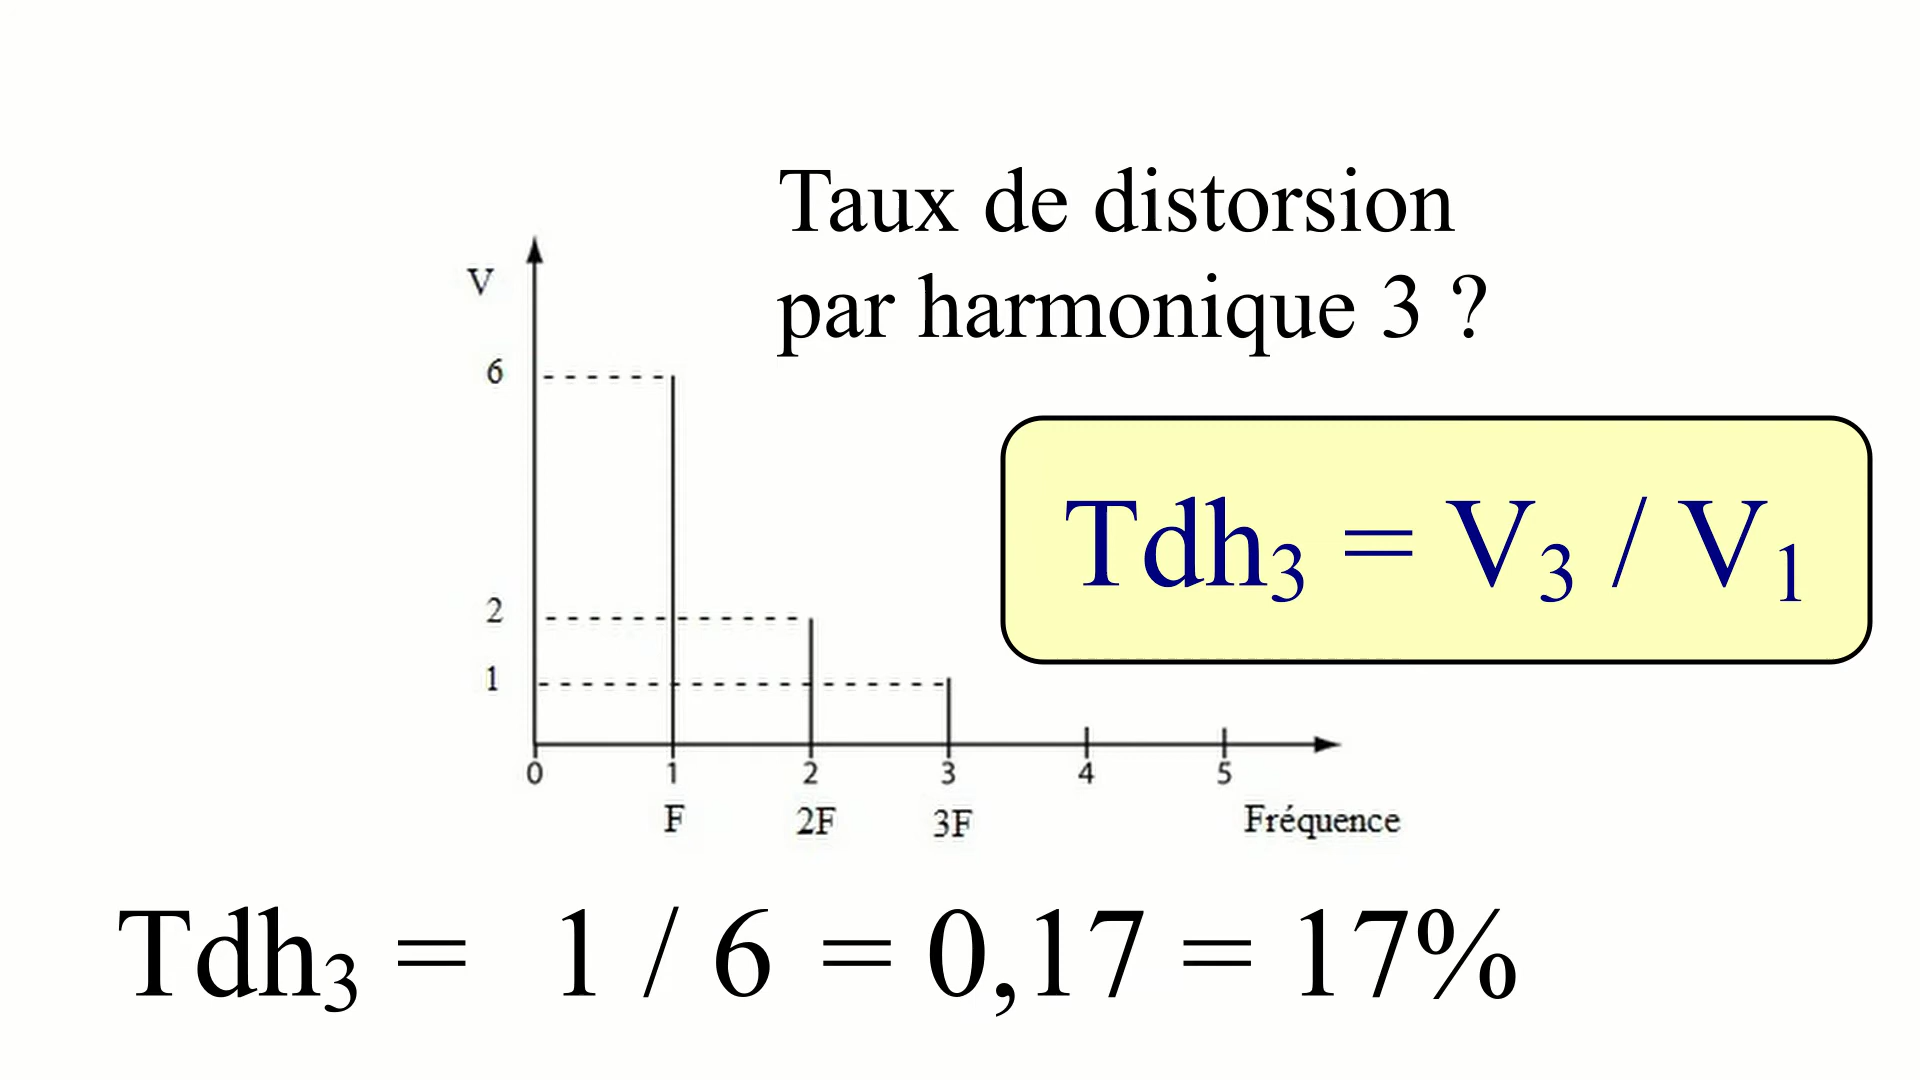 Taux de distorsion
par harmonique 3 ?
V
6
2
1
Tdh₃ = V₃ / V₁
0 1 2 3 4 5
F 2F 3F Fréquence
Tdh₃ = 1 / 6 = 0,17 = 17%